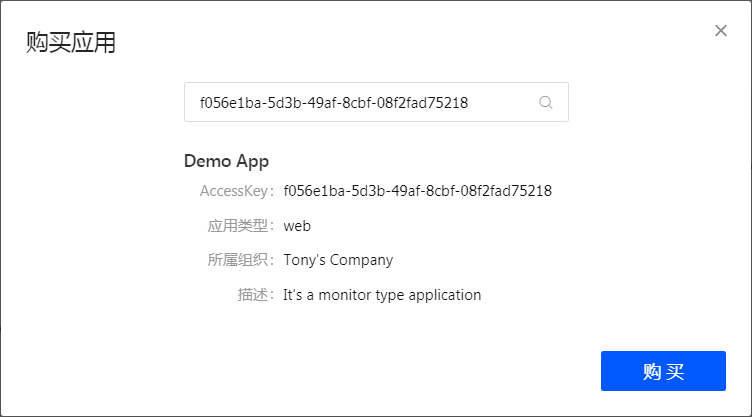 购买应用
f056e1ba-5d3b-49af-8cbf-08f2fad75218
Demo App
AccessKey： f056e1ba-5d3b-49af-8cbf-08f2fad75218
应用类型： web
所属组织： Tony's Company
描述： It's a monitor type application
购 买